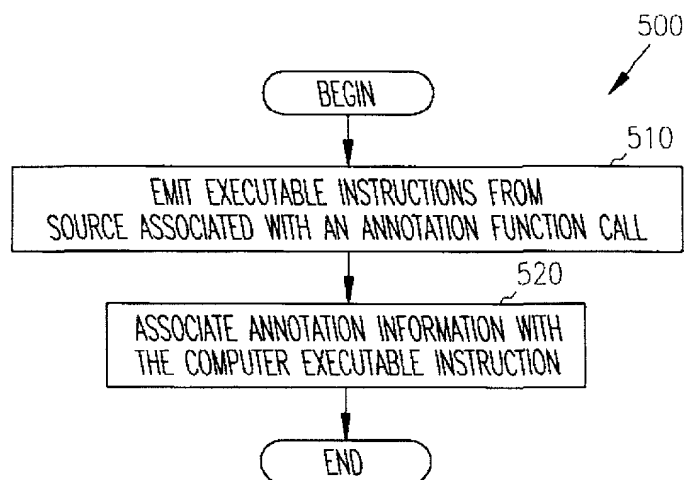 500
BEGIN
510
EMIT EXECUTABLE INSTRUCTIONS FROM
SOURCE ASSOCIATED WITH AN ANNOTATION FUNCTION CALL
520
ASSOCIATE ANNOTATION INFORMATION WITH
THE COMPUTER EXECUTABLE INSTRUCTION
END